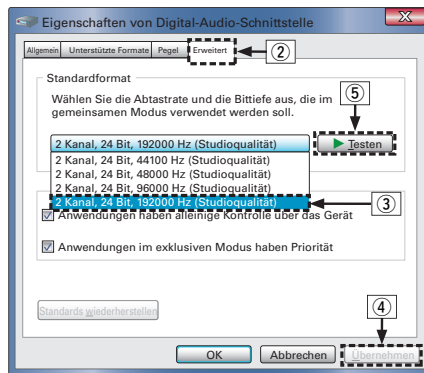 Eigenschaften von Digital-Audio-Schnittstelle
X
Allgemein Unterstützte Formate Pegel Erweitert
②
Standardformat
Wählen Sie die Abtastrate und die Bittiefe aus, die im
gemeinsamen Modus verwendet werden soll.
⑤
2 Kanal, 24 Bit, 192000 Hz (Studioqualität)
Testen
2 Kanal, 24 Bit, 44100 Hz (Studioqualität)
2 Kanal, 24 Bit, 48000 Hz (Studioqualität)
2 Kanal, 24 Bit, 96000 Hz (Studioqualität)
2 Kanal, 24 Bit, 192000 Hz (Studioqualität)
③
Anwendungen haben alleinige Kontrolle über das Gerät
Anwendungen im exklusiven Modus haben Priorität
Standards wiederherstellen
④
OK Abbrechen Übernehmen